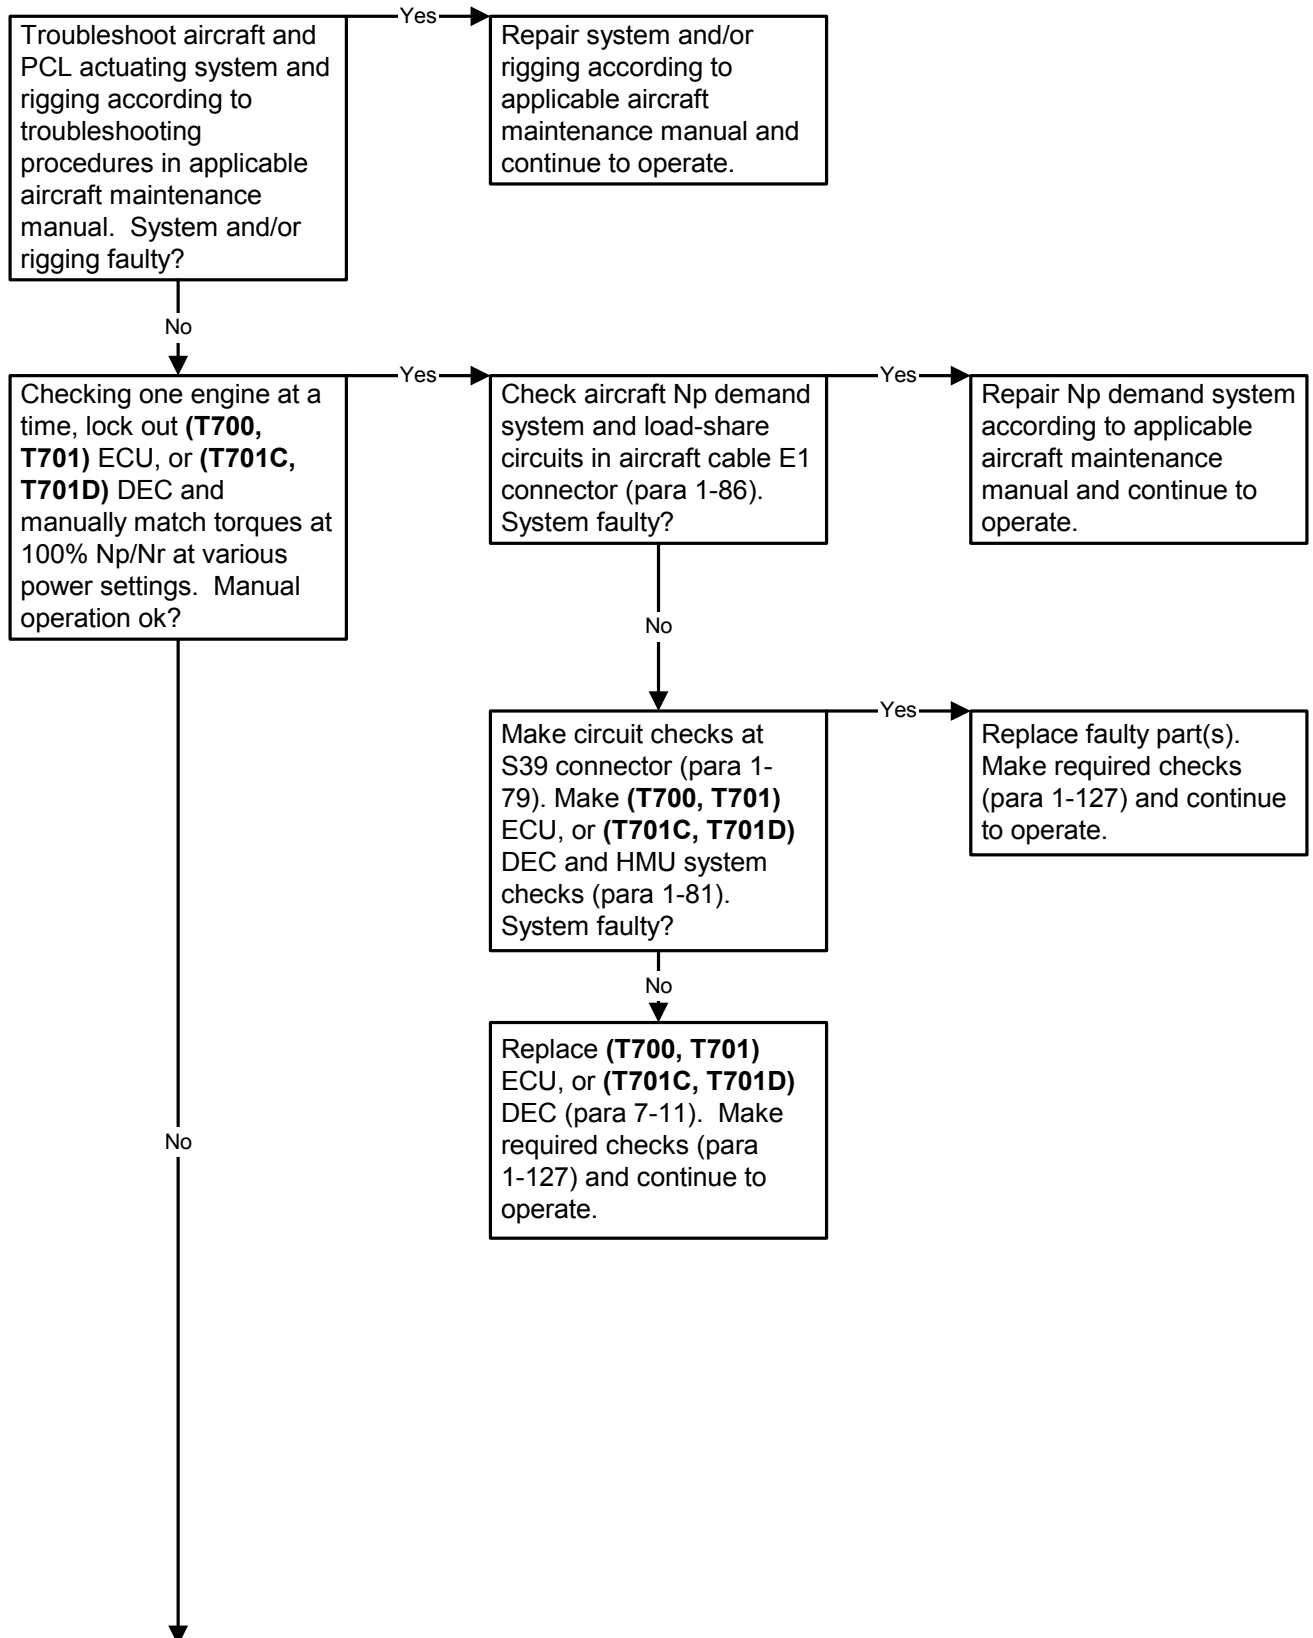 Troubleshoot aircraft and
PCL actuating system and
rigging according to
troubleshooting
procedures in applicable
aircraft maintenance
manual.  System and/or
rigging faulty?
Yes
Repair system and/or
rigging according to
applicable aircraft
maintenance manual and
continue to operate.
No
Checking one engine at a
time, lock out (T700,
T701) ECU, or (T701C,
T701D) DEC and
manually match torques at
100% Np/Nr at various
power settings.  Manual
operation ok?
Yes
Check aircraft Np demand
system and load-share
circuits in aircraft cable E1
connector (para 1-86).
System faulty?
Yes
Repair Np demand system
according to applicable
aircraft maintenance
manual and continue to
operate.
No
Make circuit checks at
S39 connector (para 1-
79). Make (T700, T701)
ECU, or (T701C, T701D)
DEC and HMU system
checks (para 1-81).
System faulty?
Yes
Replace faulty part(s).
Make required checks
(para 1-127) and continue
to operate.
No
Replace (T700, T701)
ECU, or (T701C, T701D)
DEC (para 7-11).  Make
required checks (para
1-127) and continue to
operate.
No